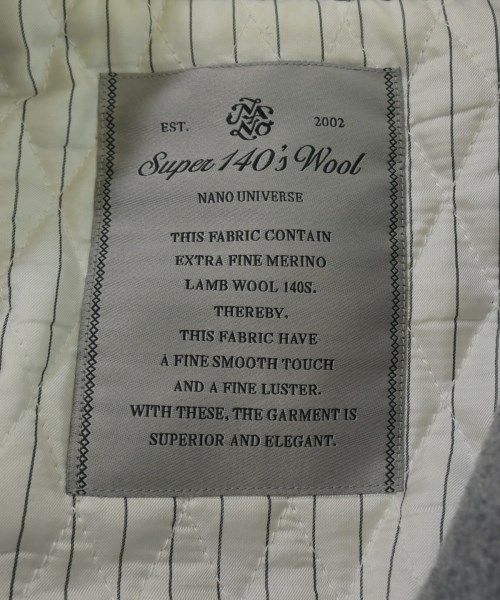 NANO
EST. 2002
Super 140's Wool
NANO UNIVERSE
THIS FABRIC CONTAIN
EXTRA FINE MERINO
LAMB WOOL 140S.
THEREBY,
THIS FABRIC HAVE
A FINE SMOOTH TOUCH
AND A FINE LUSTER.
WITH THESE, THE GARMENT IS
SUPERIOR AND ELEGANT.